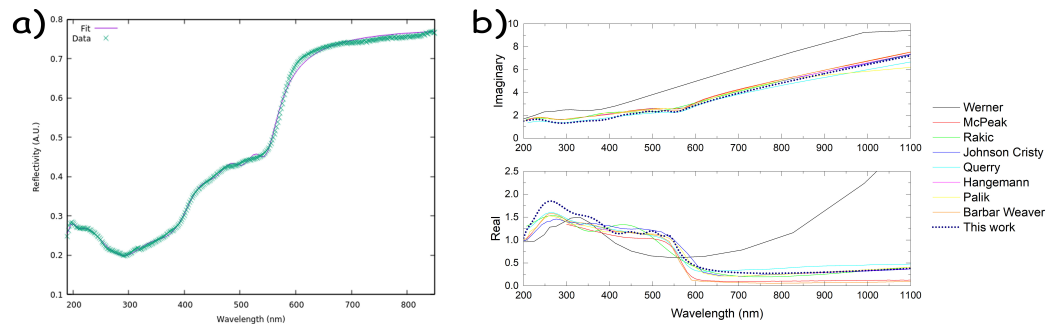 a)
Fit
Data
0.8
0.7
0.6
0.5
0.4
0.3
0.2
0.1
Reflectivity (A.U.)
200 300 400 500 600 700 800
Wavelength (nm)
b)
Imaginary
10
8
6
4
2
0
200 300 400 500 600 700 800 900 1000 1100
Real
2.5
2.0
1.5
1.0
0.5
0.0
200 300 400 500 600 700 800 900 1000 1100
Wavelength (nm)
Werner
McPeak
Rakic
Johnson Cristy
Querry
Hangemann
Palik
Barbar Weaver
This work